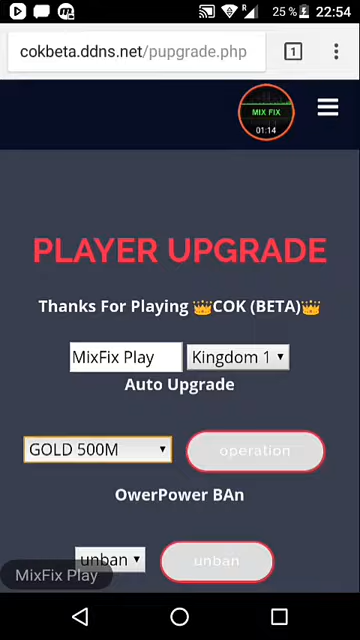 25 % 22:54
cokbeta.ddns.net/pupgrade.php 1
MIX FIX
01:14
PLAYER UPGRADE
Thanks For Playing 👑COK (BETA)👑
MixFix Play Kingdom 1
Auto Upgrade
GOLD 500M operation
OwerPower BAn
unban unban
MixFix Play